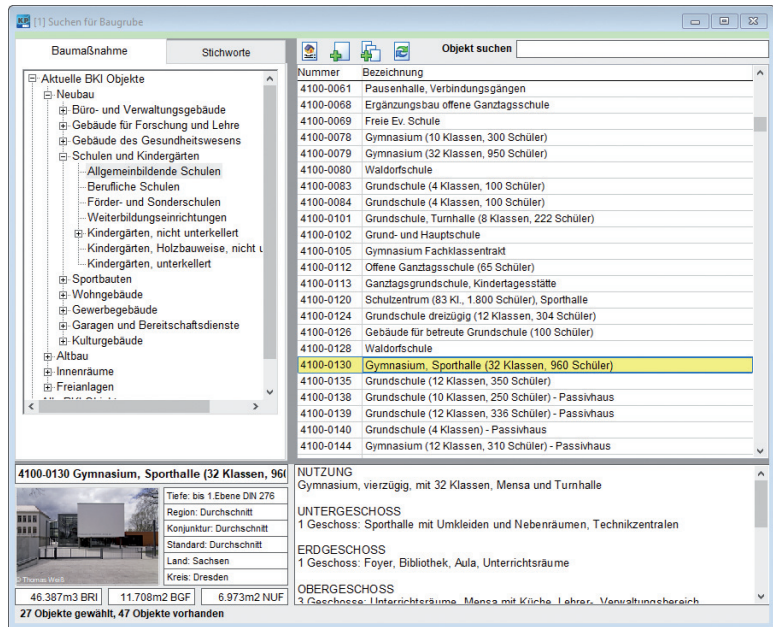 KP [1] Suchen für Baugrube
Baumaßnahme Stichworte
Aktuelle BKI Objekte
Neubau
Büro- und Verwaltungsgebäude
Gebäude für Forschung und Lehre
Gebäude des Gesundheitswesens
Schulen und Kindergärten
Allgemeinbildende Schulen
Berufliche Schulen
Förder- und Sonderschulen
Weiterbildungseinrichtungen
Kindergärten, nicht unterkellert
Kindergärten, Holzbauweise, nicht u
Kindergärten, unterkellert
Sportbauten
Wohngebäude
Gewerbegebäude
Garagen und Bereitschaftsdienste
Kulturgebäude
Altbau
Innenräume
Freianlagen
Objekt suchen
Nummer Bezeichnung
4100-0061 Pausenhalle, Verbindungsgängen
4100-0068 Ergänzungsbau offene Ganztagsschule
4100-0069 Freie Ev. Schule
4100-0078 Gymnasium (10 Klassen, 300 Schüler)
4100-0079 Gymnasium (32 Klassen, 950 Schüler)
4100-0080 Waldorfschule
4100-0083 Grundschule (4 Klassen, 100 Schüler)
4100-0084 Grundschule (4 Klassen, 100 Schüler)
4100-0101 Grundschule, Turnhalle (8 Klassen, 222 Schüler)
4100-0102 Grund- und Hauptschule
4100-0105 Gymnasium Fachklassentrakt
4100-0112 Offene Ganztagsschule (65 Schüler)
4100-0113 Ganztagsgrundschule, Kindertagesstätte
4100-0120 Schulzentrum (83 Kl., 1.800 Schüler), Sporthalle
4100-0124 Grundschule dreizügig (12 Klassen, 304 Schüler)
4100-0126 Gebäude für betreute Grundschule (100 Schüler)
4100-0128 Waldorfschule
4100-0130 Gymnasium, Sporthalle (32 Klassen, 960 Schüler)
4100-0135 Grundschule (12 Klassen, 350 Schüler)
4100-0138 Grundschule (10 Klassen, 250 Schüler) - Passivhaus
4100-0139 Grundschule (12 Klassen, 336 Schüler) - Passivhaus
4100-0140 Grundschule (4 Klassen) - Passivhaus
4100-0144 Gymnasium (12 Klassen, 310 Schüler) - Passivhaus
4100-0130 Gymnasium, Sporthalle (32 Klassen, 960
Tiefe: bis 1.Ebene DIN 276
Region: Durchschnitt
Konjunktur: Durchschnitt
Standard: Durchschnitt
Land: Sachsen
Kreis: Dresden
© Thomas Weiß
46.387m3 BRI 11.708m2 BGF 6.973m2 NUF
NUTZUNG
Gymnasium, vierzügig, mit 32 Klassen, Mensa und Turnhalle
UNTERGESCHOSS
1 Geschoss: Sporthalle mit Umkleiden und Nebenräumen, Technikzentralen
ERDGESCHOSS
1 Geschoss: Foyer, Bibliothek, Aula, Unterrichtsräume
OBERGESCHOSS
3 Geschosse: Unterrichtsräume, Mensa mit Küche, Lehrer-, Verwaltungsbereich
27 Objekte gewählt, 47 Objekte vorhanden